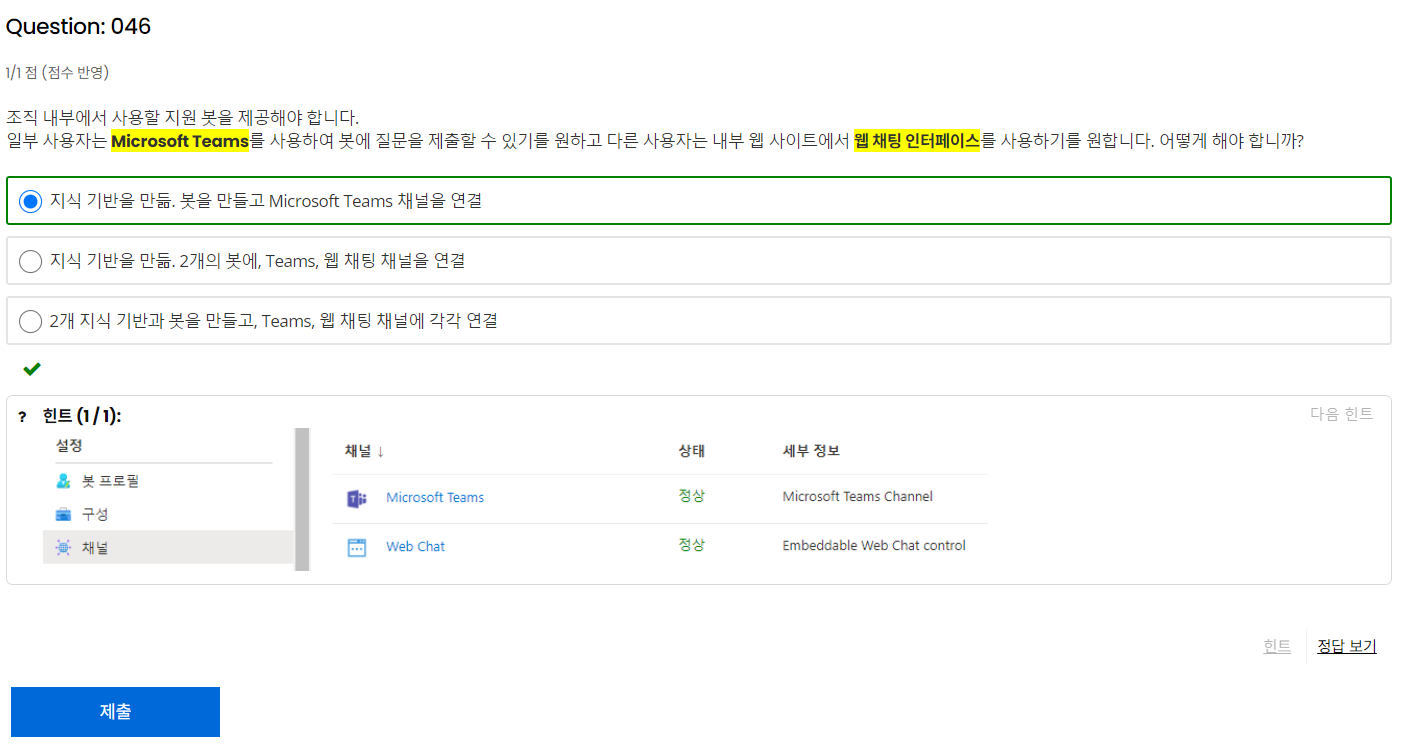 Question: 046
1/1 점 (점수 반영)
조직 내부에서 사용할 지원 봇을 제공해야 합니다.
일부 사용자는 Microsoft Teams를 사용하여 봇에 질문을 제출할 수 있기를 원하고 다른 사용자는 내부 웹 사이트에서 웹 채팅 인터페이스를 사용하기를 원합니다. 어떻게 해야 합니까?
지식 기반을 만듦. 봇을 만들고 Microsoft Teams 채널을 연결
지식 기반을 만듦. 2개의 봇에, Teams, 웹 채팅 채널을 연결
2개 지식 기반과 봇을 만들고, Teams, 웹 채팅 채널에 각각 연결
? 힌트 (1 / 1): 다음 힌트
설정
채널 ↓ 상태 세부 정보
봇 프로필
Microsoft Teams 정상 Microsoft Teams Channel
구성
채널
Web Chat 정상 Embeddable Web Chat control
힌트 정답 보기
제출